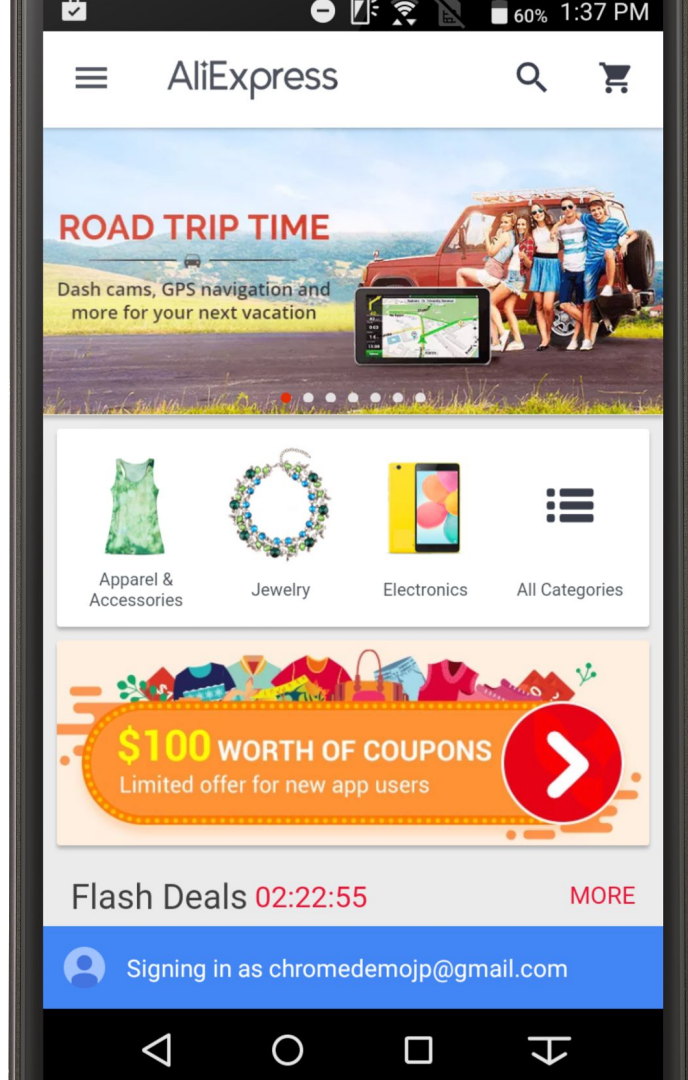 60% 1:37 PM
AliExpress
ROAD TRIP TIME
Dash cams, GPS navigation and
more for your next vacation
Apparel &
Accessories
Jewelry
Electronics
All Categories
$100 WORTH OF COUPONS
Limited offer for new app users
Flash Deals 02:22:55
MORE
Signing in as chromedemojp@gmail.com